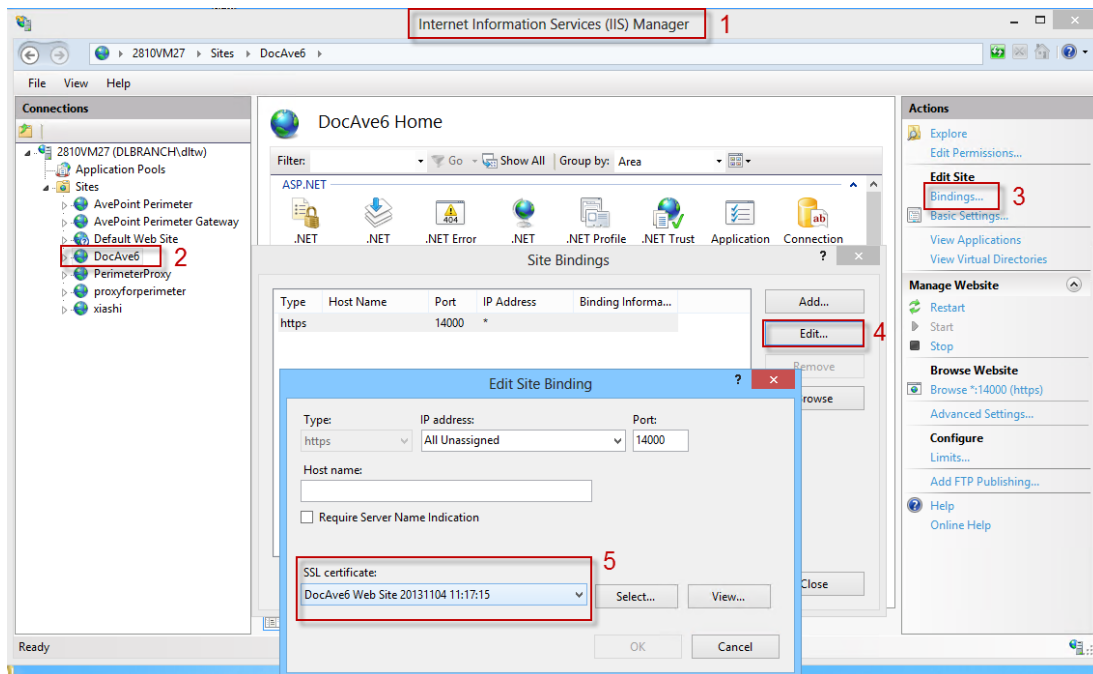 Internet Information Services (IIS) Manager
1
2810VM27
Sites
DocAve6
File View Help
Connections
2810VM27 (DLBRANCH\dltw)
Application Pools
Sites
AvePoint Perimeter
AvePoint Perimeter Gateway
Default Web Site
DocAve6
2
PerimeterProxy
proxyforperimeter
xiashi
DocAve6 Home
Filter: Go Show All Group by: Area
ASP.NET
404
ab
.NET .NET .NET Error .NET .NET Profile .NET Trust Application Connection
Site Bindings
?
Type Host Name Port IP Address Binding Informa...
https 14000 *
Add...
Edit...
4
Remove
rowse
Close
Edit Site Binding
?
Type: IP address: Port:
https All Unassigned 14000
Host name:
Require Server Name Indication
5
SSL certificate:
DocAve6 Web Site 20131104 11:17:15
Select... View...
OK Cancel
Actions
Explore
Edit Permissions...
Edit Site
Bindings...
3
Basic Settings...
View Applications
View Virtual Directories
Manage Website
Restart
Start
Stop
Browse Website
Browse *:14000 (https)
Advanced Settings...
Configure
Limits...
Add FTP Publishing...
Help
Online Help
Ready